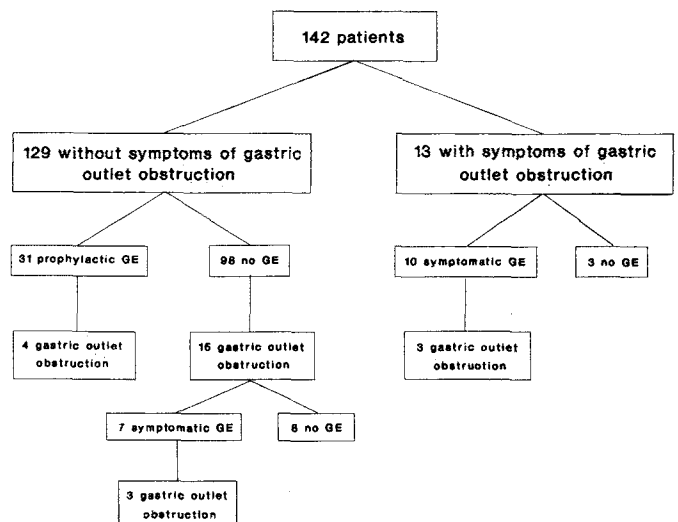 142 patients
129 without symptoms of gastric
outlet obstruction
13 with symptoms of gastric
outlet obstruction
31 prophylactic GE
98 no GE
10 symptomatic GE
3 no GE
4 gastric outlet
obstruction
15 gastric outlet
obstruction
3 gastric outlet
obstruction
7 symptomatic GE
8 no GE
3 gastric outlet
obstruction